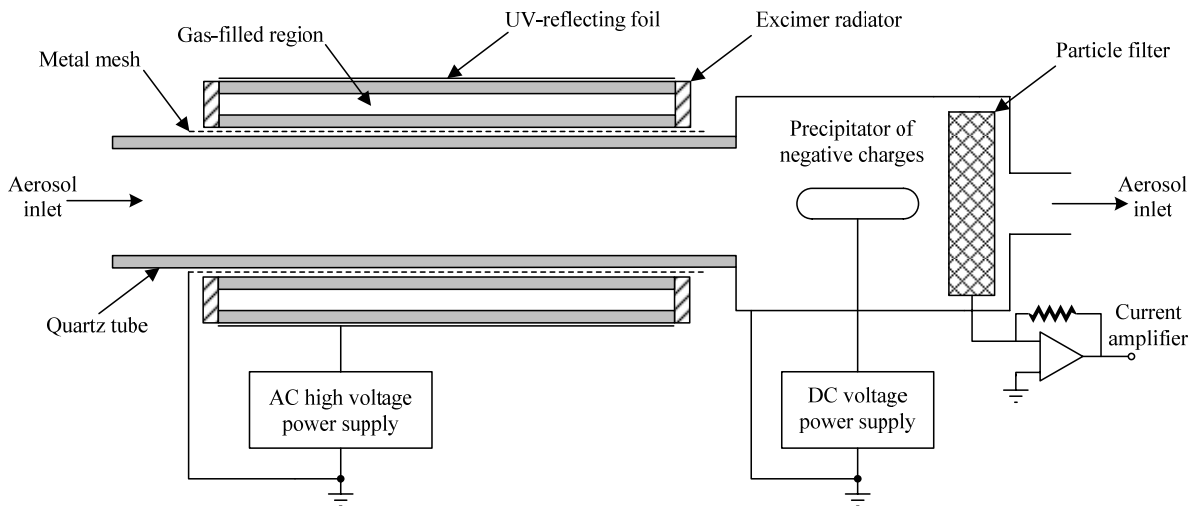 UV-reflecting foil
Excimer radiator
Gas-filled region
Metal mesh
Particle filter
Precipitator of
negative charges
Aerosol
inlet
Aerosol
inlet
Quartz tube
Current
amplifier
AC high voltage
power supply
DC voltage
power supply